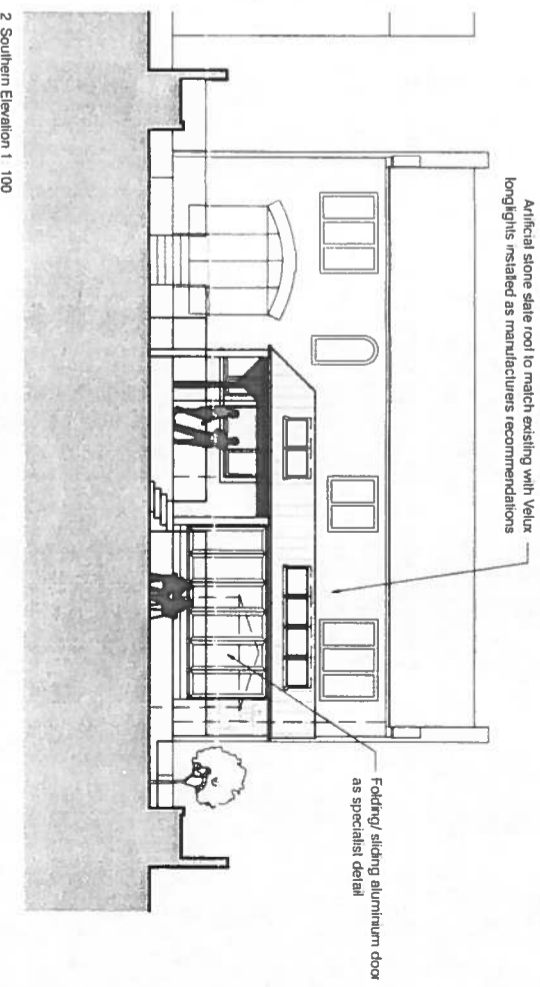 Artificial stone slate roof to match existing with Velux
longlights installed as manufacturers recommendations
Folding/ sliding aluminium door
as specialist detail
2 Southern Elevation 1: 100